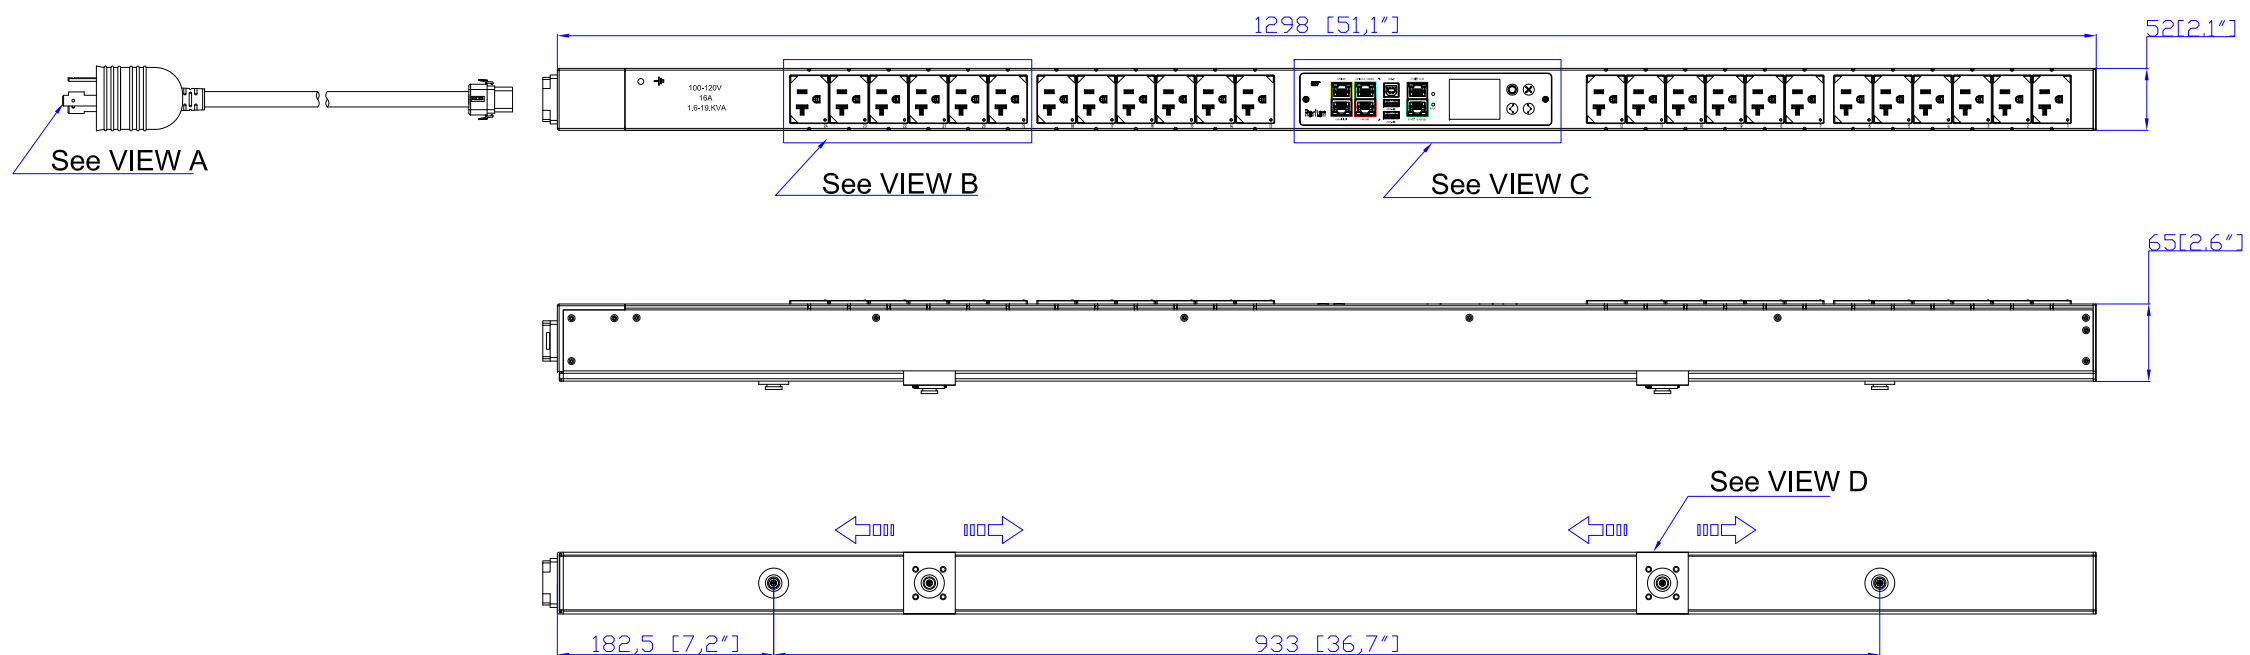 1298 [51,1"]
52[2.1"]
100-120V
16A
1.6-19.KVA
See VIEW A
See VIEW B
See VIEW C
65[2.6"]
See VIEW D
182,5 [7,2"]
933 [36,7"]